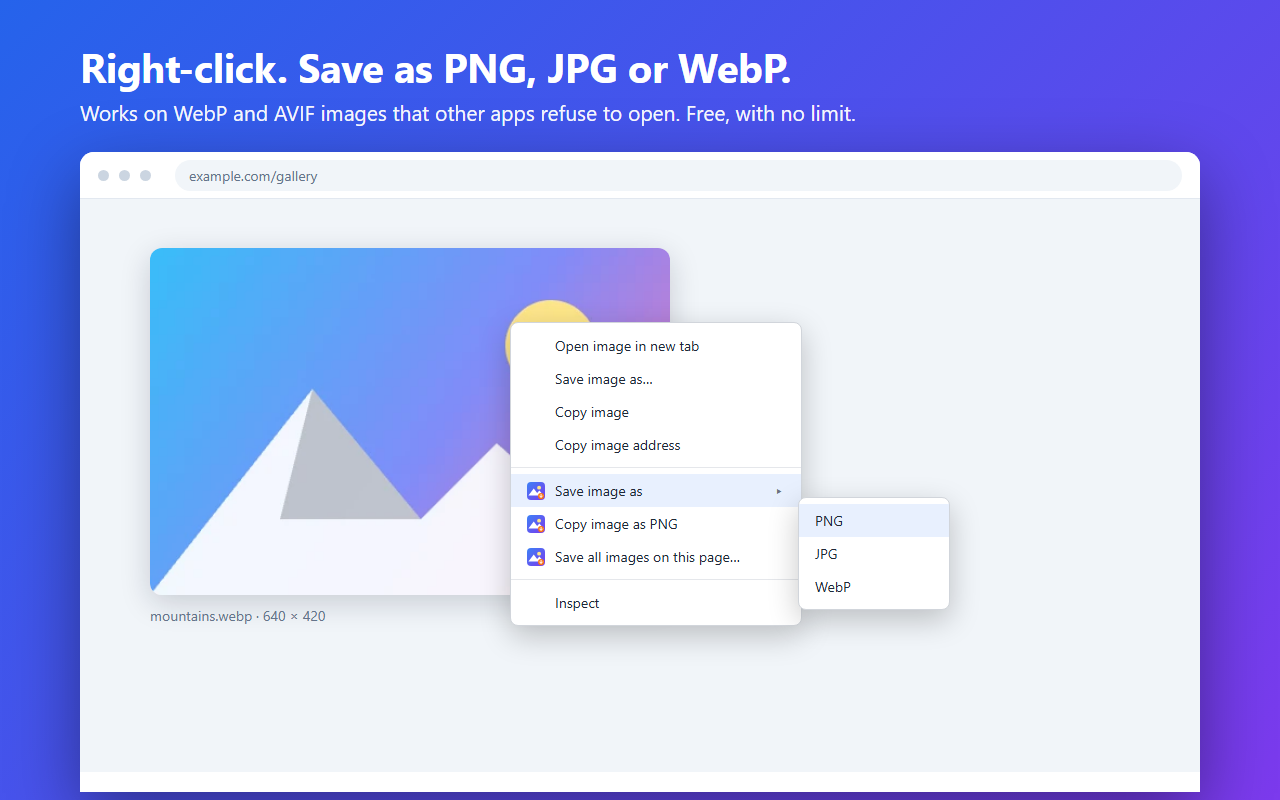 Right-click. Save as PNG, JPG or WebP.
Works on WebP and AVIF images that other apps refuse to open. Free, with no limit.
example.com/gallery
Open image in new tab
Save image as...
Copy image
Copy image address
Save image as
Copy image as PNG
Save all images on this page...
Inspect
PNG
JPG
WebP
mountains.webp · 640 × 420